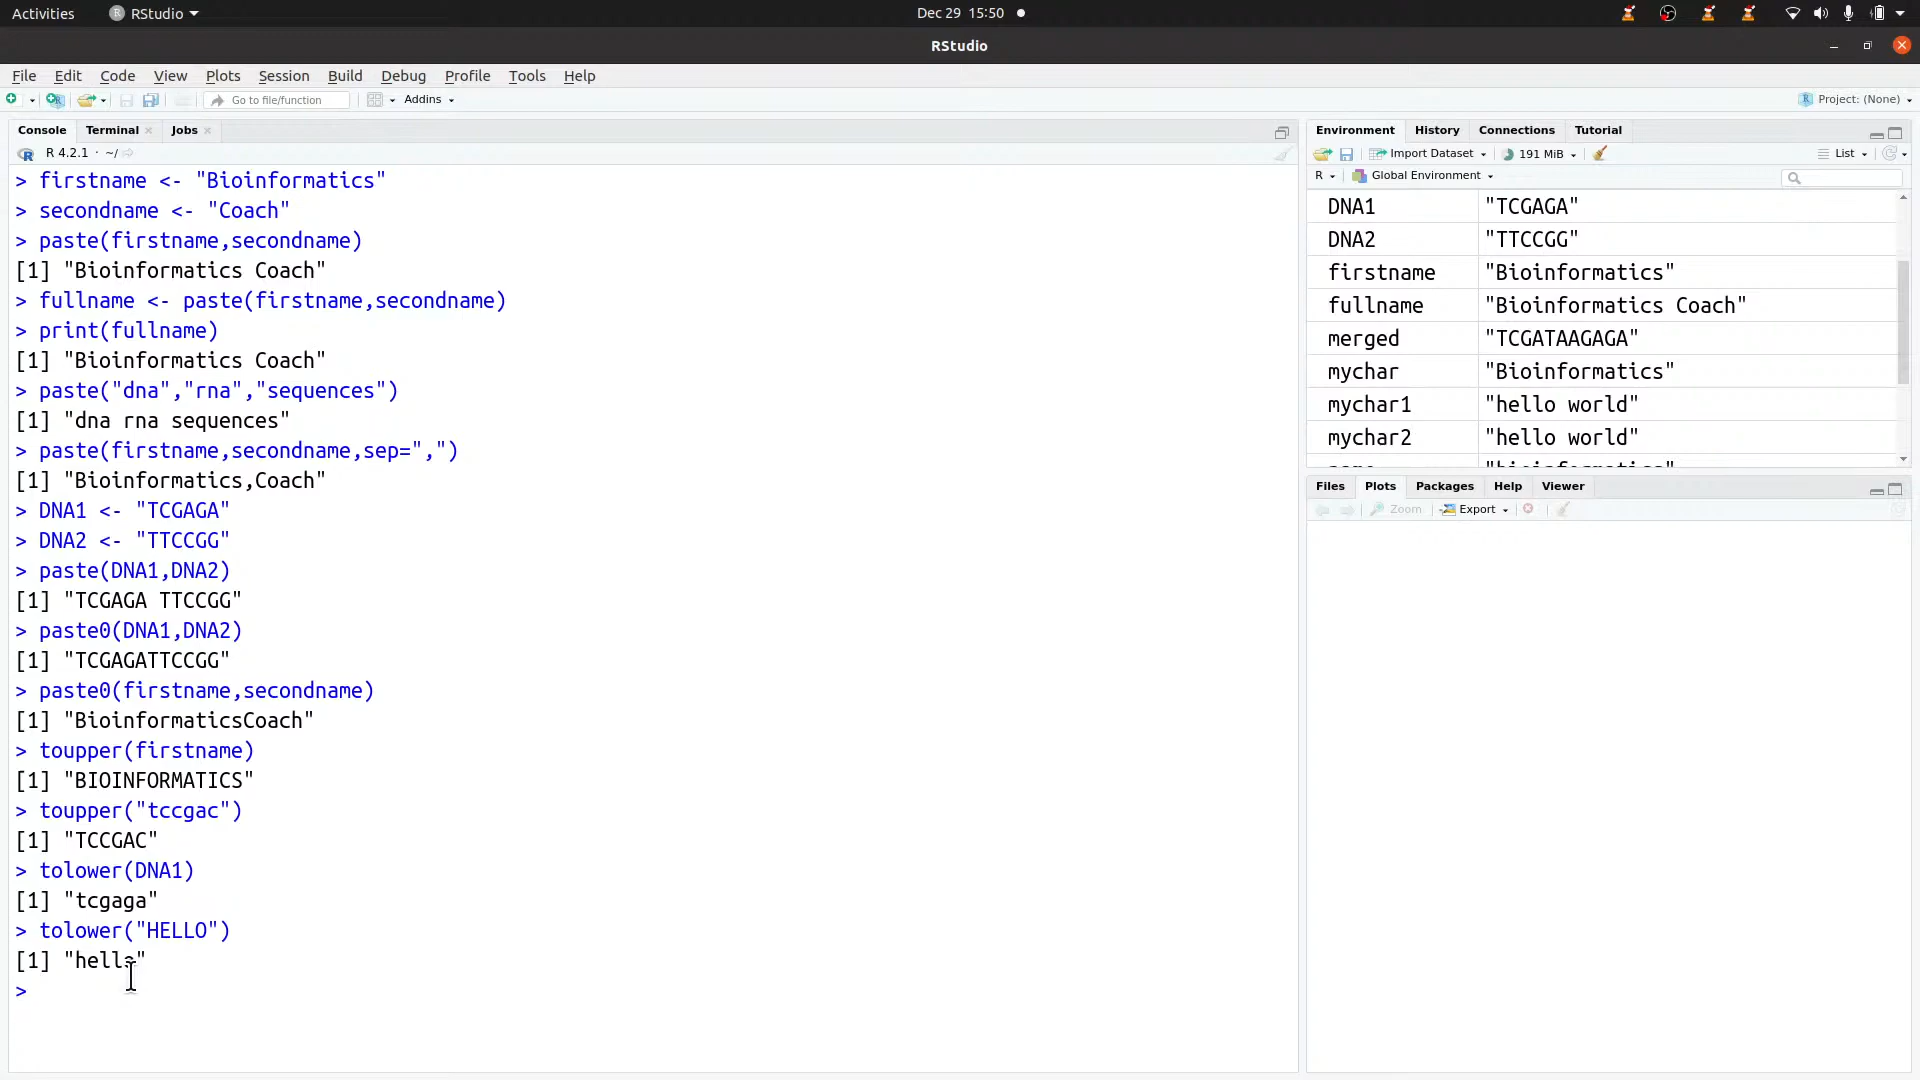 Activities RStudio Dec 29 15:50
RStudio
File Edit Code View Plots Session Build Debug Profile Tools Help
Go to file/function Addins Project: (None)
Console Terminal Jobs
R 4.2.1 · ~/
> firstname <- "Bioinformatics"
> secondname <- "Coach"
> paste(firstname,secondname)
[1] "Bioinformatics Coach"
> fullname <- paste(firstname,secondname)
> print(fullname)
[1] "Bioinformatics Coach"
> paste("dna","rna","sequences")
[1] "dna rna sequences"
> paste(firstname,secondname,sep=",")
[1] "Bioinformatics,Coach"
> DNA1 <- "TCGAGA"
> DNA2 <- "TTCCGG"
> paste(DNA1,DNA2)
[1] "TCGAGA TTCCGG"
> paste0(DNA1,DNA2)
[1] "TCGAGATTCCGG"
> paste0(firstname,secondname)
[1] "BioinformaticsCoach"
> toupper(firstname)
[1] "BIOINFORMATICS"
> toupper("tccgac")
[1] "TCCGAC"
> tolower(DNA1)
[1] "tcgaga"
> tolower("HELLO")
[1] "hello"
>
Environment History Connections Tutorial
Import Dataset 191 MiB List
R Global Environment
DNA1 "TCGAGA"
DNA2 "TTCCGG"
firstname "Bioinformatics"
fullname "Bioinformatics Coach"
merged "TCGATAAGAGA"
mychar "Bioinformatics"
mychar1 "hello world"
mychar2 "hello world"
Files Plots Packages Help Viewer
Zoom Export